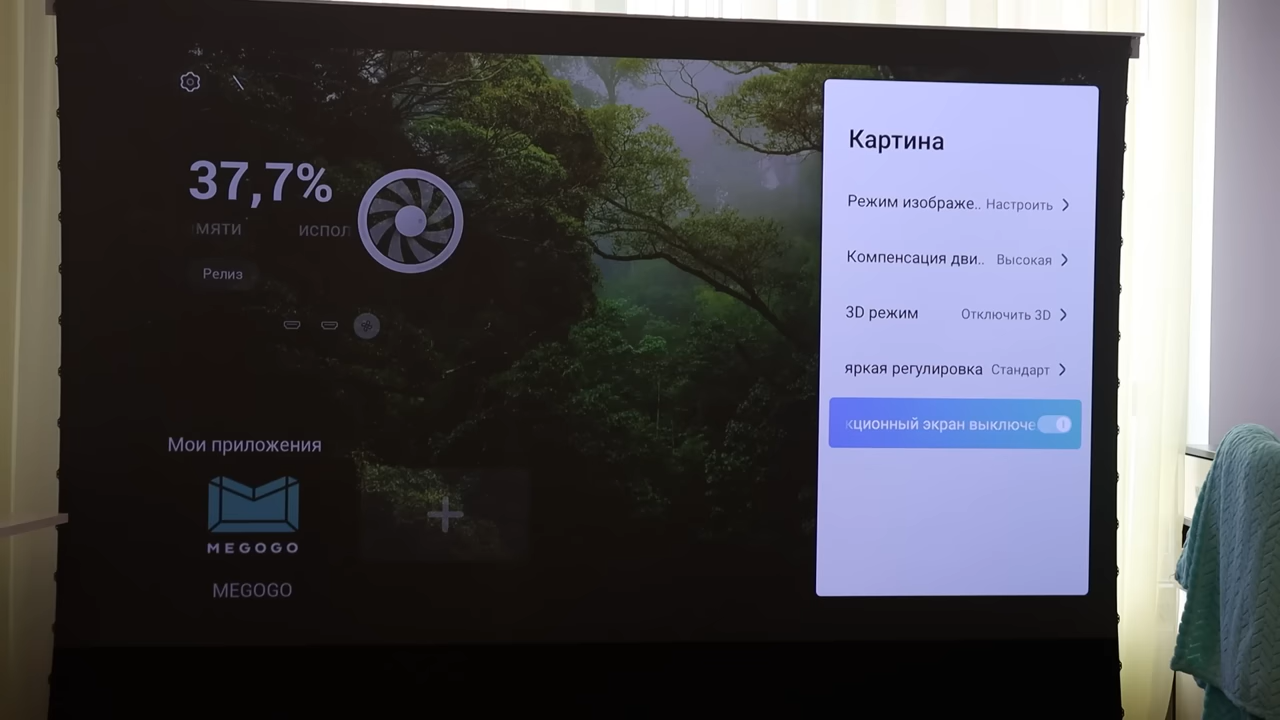 37,7%
мяти испол
Релиз
Мои приложения
MEGOGO
MEGOGO
Картина
Режим изображе.. Настроить
Компенсация дви.. Высокая
3D режим Отключить 3D
яркая регулировка Стандарт
кционный экран выключе